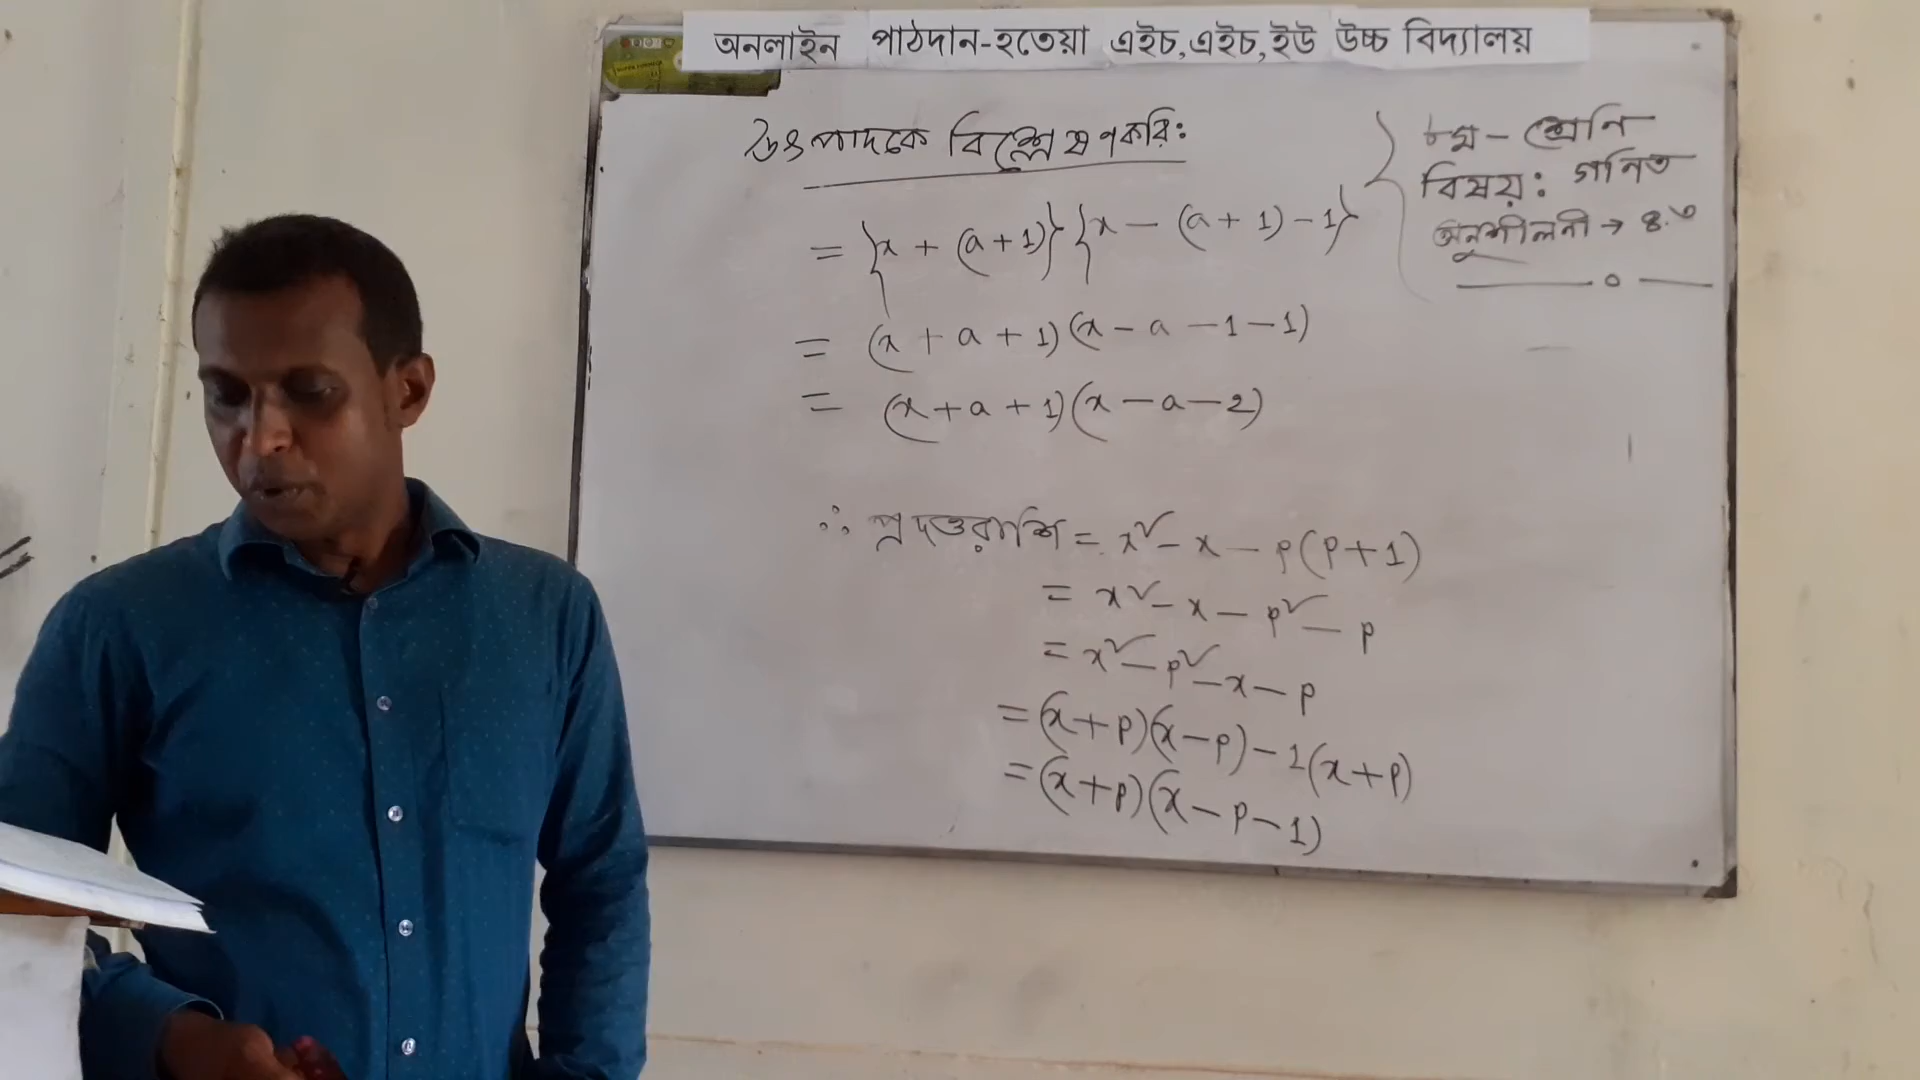 অনলাইন পাঠদান-হতেয়া এইচ,এইচ,ইউ উচ্চ বিদ্যালয়
উৎপাদকে বিশ্লেষণ করি:
= {x + (a+1)} {x - (a+1) -1}
= (x + a + 1) (x - a - 1 - 1)
= (x + a + 1) (x - a - 2)
∴ প্রদত্তরাশি = x² - x - p(p+1)
= x² - x - p² - p
= x² - p² - x - p
= (x+p)(x-p) - 1(x+p)
= (x+p)(x-p-1)
৮ম - শ্রেনি
বিষয়: গনিত
অনুশীলনী → ৪.৩